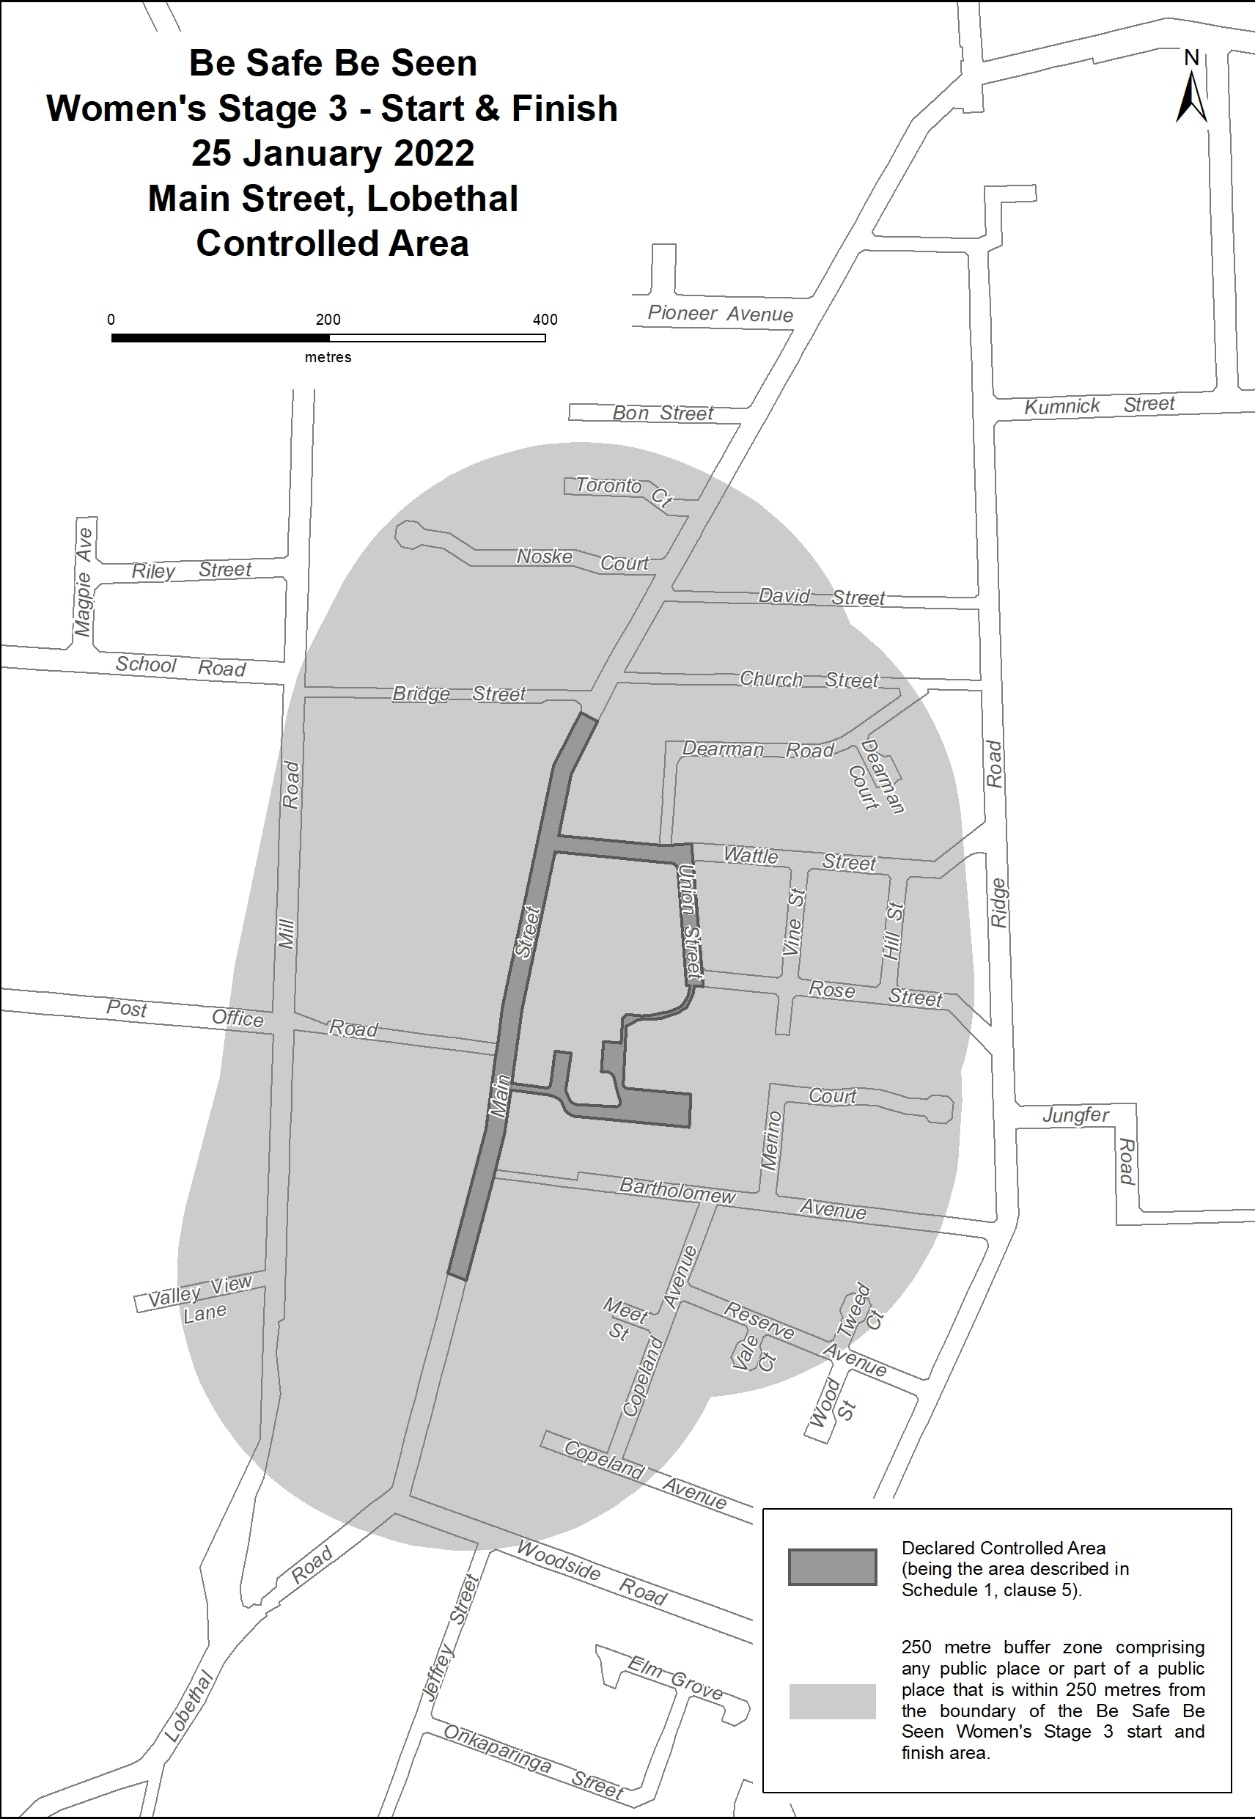 Be Safe Be Seen
Women's Stage 3 - Start & Finish
25 January 2022
Main Street, Lobethal
Controlled Area
N
0 200 400
metres
Pioneer Avenue
Bon Street
Kumnick Street
Toronto Ct
Noske Court
Magpie Ave
Riley Street
David Street
School Road
Church Street
Bridge Street
Dearman Road
Dearman Court
Mill Road
Ridge Road
Wattle Street
Union Street
Vine St
Hill St
Main Street
Rose Street
Post Office Road
Merino Court
Jungfer Road
Bartholomew Avenue
Valley View
Lane
Copeland Avenue
Meet
St
Reserve Avenue
Tweed
Ct
Vale
Ct
Wood
St
Copeland Avenue
Woodside Road
Lobethal Road
Jeffrey Street
Elm Grove
Onkaparinga Street
Declared Controlled Area
(being the area described in
Schedule 1, clause 5).
250 metre buffer zone comprising
any public place or part of a public
place that is within 250 metres from
the boundary of the Be Safe Be
Seen Women's Stage 3 start and
finish area.